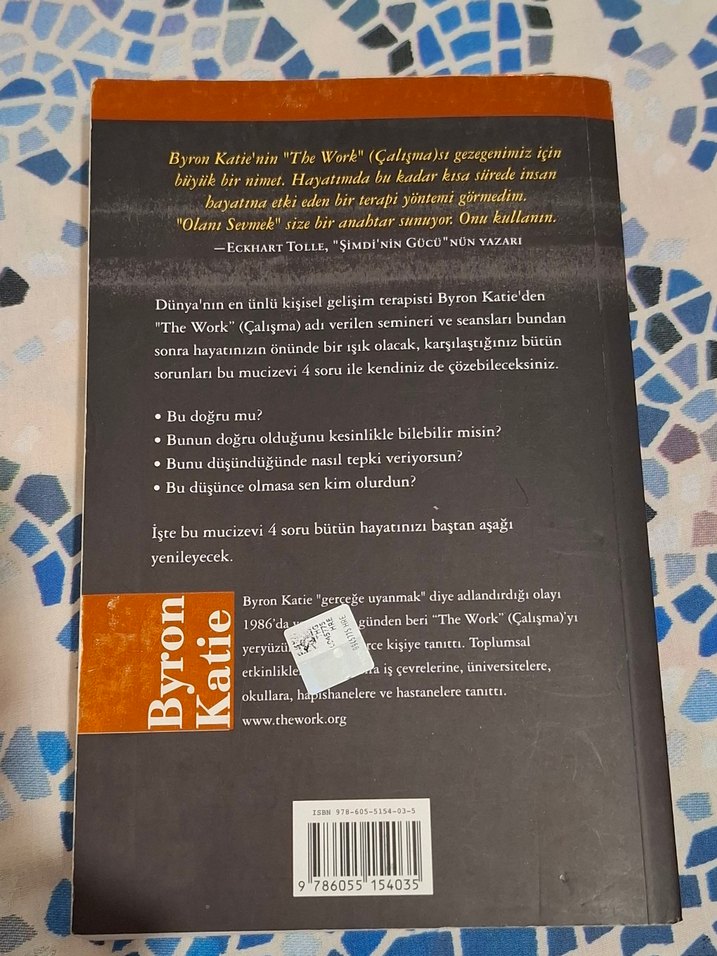 Byron Katie'nin "The Work" (Çalışma)sı gezegenimiz için
büyük bir nimet. Hayatımda bu kadar kısa sürede insan
hayatına etki eden bir terapi yöntemi görmedim.
"Olanı Sevmek" size bir anahtar sunuyor. Onu kullanın.
—ECKHART TOLLE, "ŞİMDİ'NİN GÜCÜ"NÜN YAZARI
Dünya'nın en ünlü kişisel gelişim terapisti Byron Katie'den
"The Work" (Çalışma) adı verilen semineri ve seansları bundan
sonra hayatınızın önünde bir ışık olacak, karşılaştığınız bütün
sorunları bu mucizevi 4 soru ile kendiniz de çözebileceksiniz.
• Bu doğru mu?
• Bunun doğru olduğunu kesinlikle bilebilir misin?
• Bunu düşündüğünde nasıl tepki veriyorsun?
• Bu düşünce olmasa sen kim olurdun?
İşte bu mucizevi 4 soru bütün hayatınızı baştan aşağı
yenileyecek.
Byron
Katie
Byron Katie "gerçeğe uyanmak" diye adlandırdığı olayı
1986'da günden beri "The Work" (Çalışma)'yı
kişiye tanıttı. Toplumsal
iş çevrelerine, üniversitelere,
okullara, hapishanelere ve hastanelere tanıttı.
www.thework.org
ISBN 978-605-5154-03-5
9 786055 154035